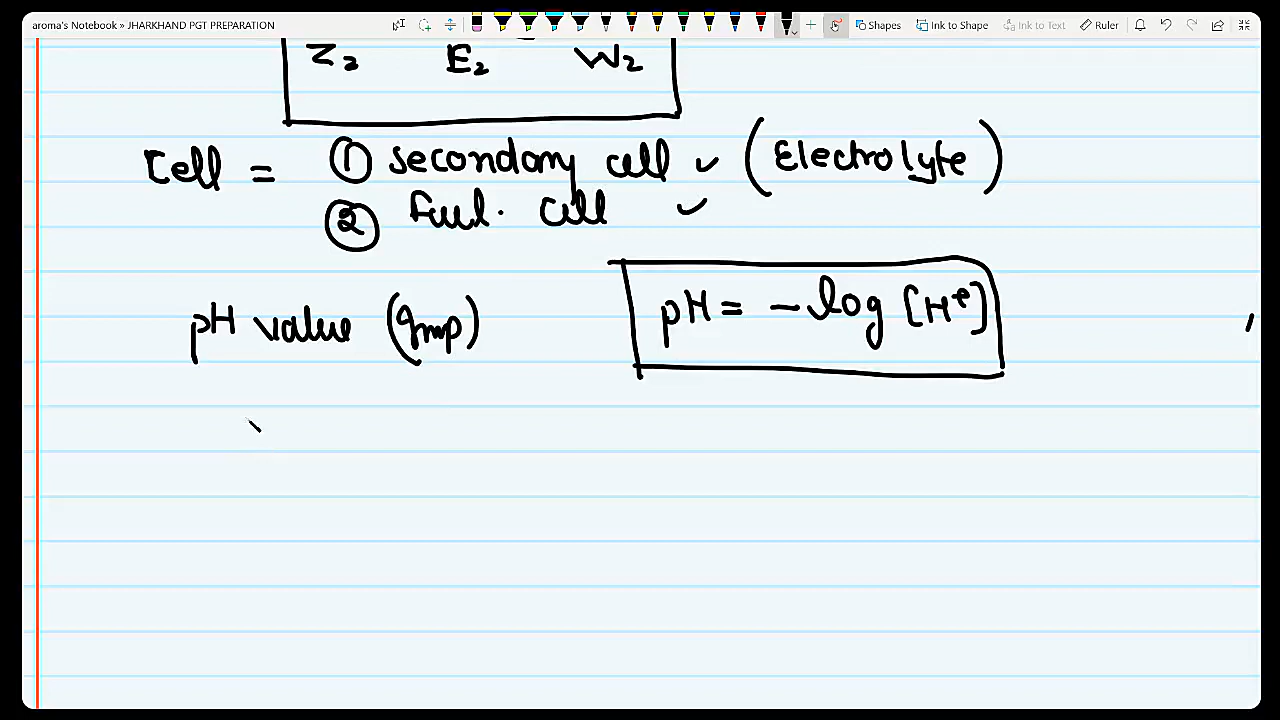 aroma's Notebook » JHARKHAND PGT PREPARATION Shapes Ink to Shape Ink to Text Ruler
Z2 E2 W2
Cell = ① secondary cell ✓ (Electrolyte)
② fuel. cell ✓
pH value (Imp) pH = -log [H⊕]